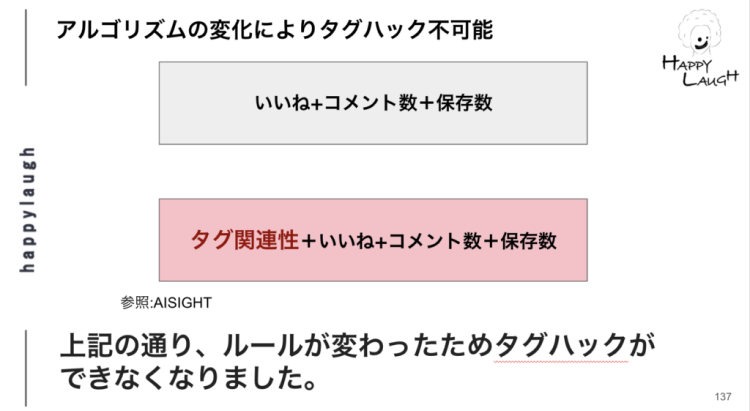 アルゴリズムの変化によりタグハック不可能
HAPPY
LAUGH
いいね+コメント数＋保存数
happylaugh
タグ関連性＋いいね+コメント数＋保存数
参照:AISIGHT
上記の通り、ルールが変わったためタグハックが
できなくなりました。
137